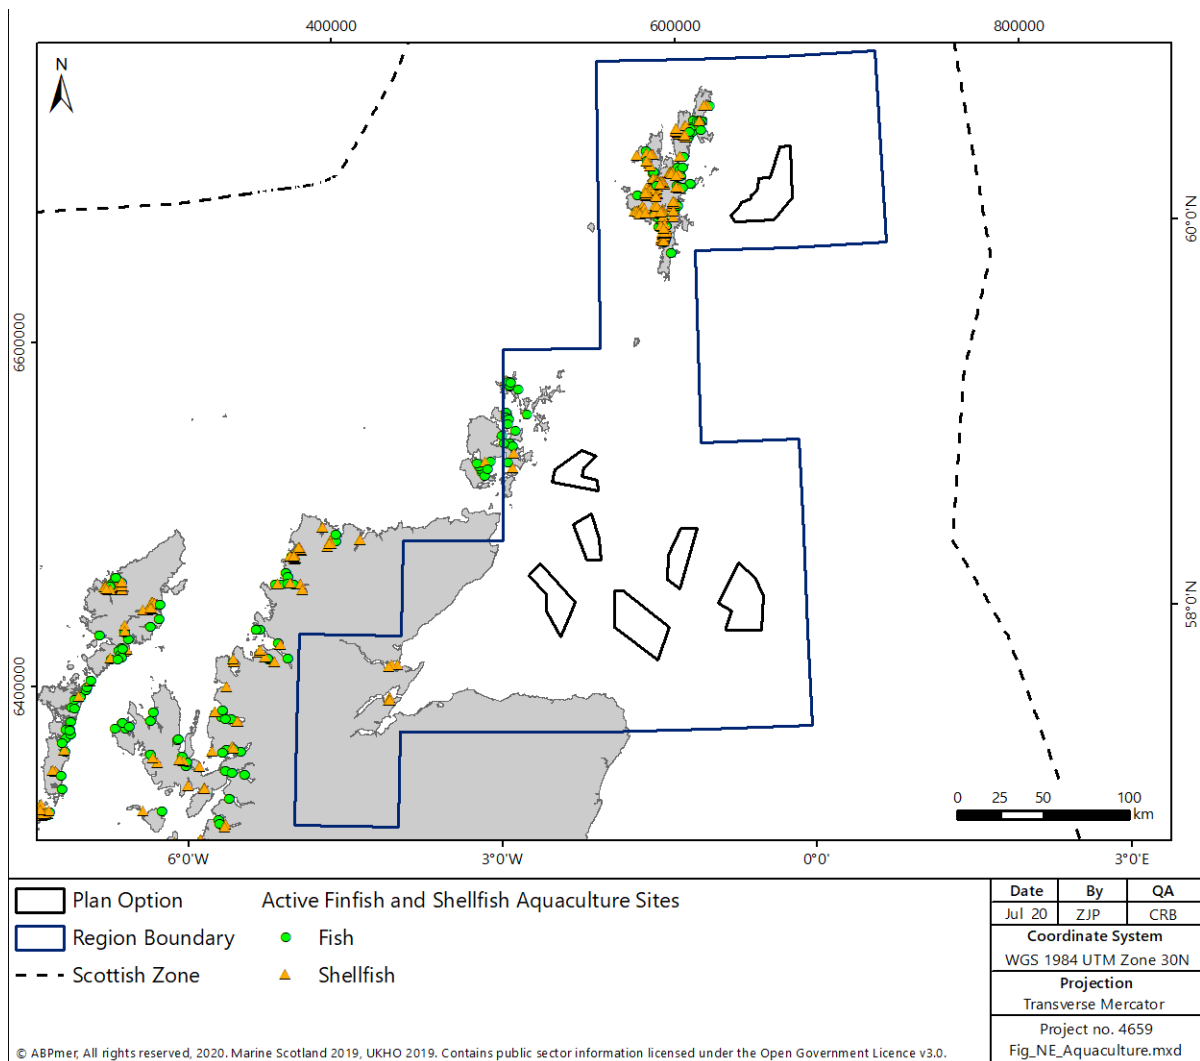 400000 600000 800000
N
60°0'N
6600000
58°0'N
6400000
0 25 50 100
km
6°0'W 3°0'W 0°0' 3°0'E
Plan Option
Region Boundary
Scottish Zone
Active Finfish and Shellfish Aquaculture Sites
Fish
Shellfish
Date By QA
Jul 20 ZJP CRB
Coordinate System
WGS 1984 UTM Zone 30N
Projection
Transverse Mercator
Project no. 4659
Fig_NE_Aquaculture.mxd
© ABPmer, All rights reserved, 2020. Marine Scotland 2019, UKHO 2019. Contains public sector information licensed under the Open Government Licence v3.0.